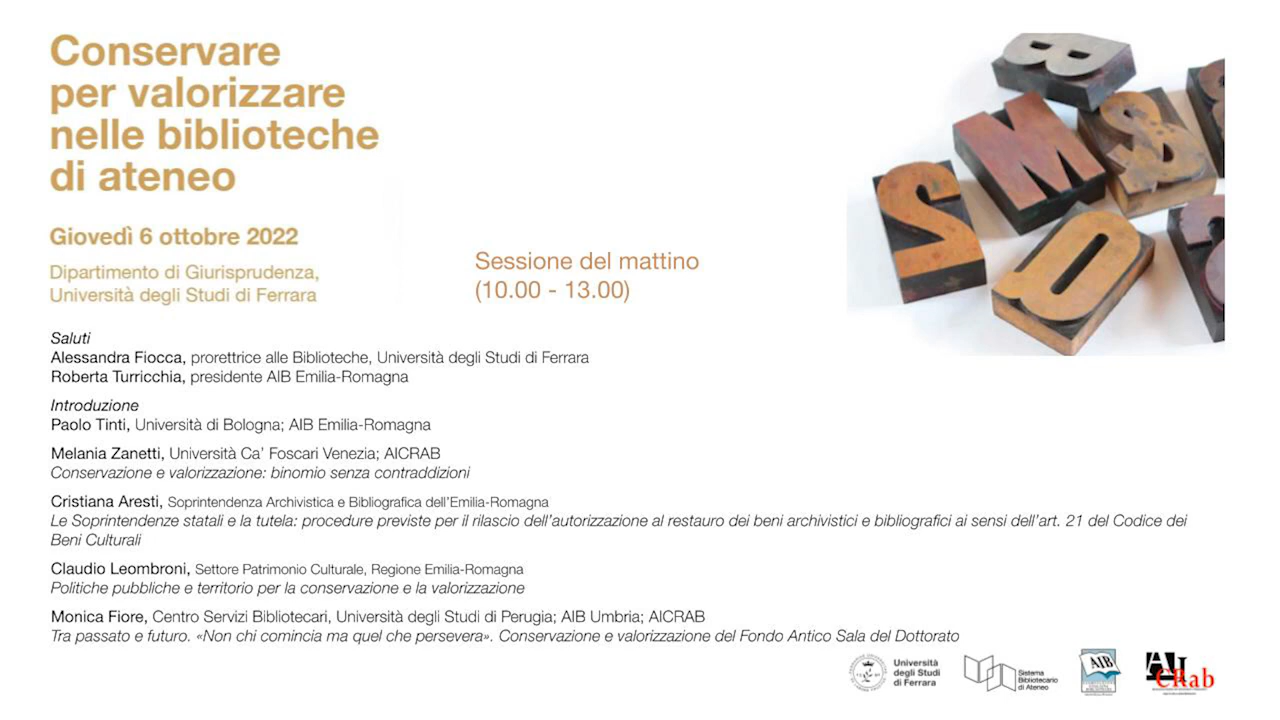 Conservare
per valorizzare
nelle biblioteche
di ateneo
Giovedì 6 ottobre 2022
Dipartimento di Giurisprudenza,
Università degli Studi di Ferrara
Sessione del mattino
(10.00 - 13.00)
B
M
&
2
Q
Saluti
Alessandra Fiocca, prorettrice alle Biblioteche, Università degli Studi di Ferrara
Roberta Turricchia, presidente AIB Emilia-Romagna
Introduzione
Paolo Tinti, Università di Bologna; AIB Emilia-Romagna
Melania Zanetti, Università Ca' Foscari Venezia; AICRAB
Conservazione e valorizzazione: binomio senza contraddizioni
Cristiana Aresti, Soprintendenza Archivistica e Bibliografica dell'Emilia-Romagna
Le Soprintendenze statali e la tutela: procedure previste per il rilascio dell'autorizzazione al restauro dei beni archivistici e bibliografici ai sensi dell'art. 21 del Codice dei
Beni Culturali
Claudio Leombroni, Settore Patrimonio Culturale, Regione Emilia-Romagna
Politiche pubbliche e territorio per la conservazione e la valorizzazione
Monica Fiore, Centro Servizi Bibliotecari, Università degli Studi di Perugia; AIB Umbria; AICRAB
Tra passato e futuro. «Non chi comincia ma quel che persevera». Conservazione e valorizzazione del Fondo Antico Sala del Dottorato
Università
degli Studi
di Ferrara
Sistema
Bibliotecario
di Ateneo
AIB
AI
CRab